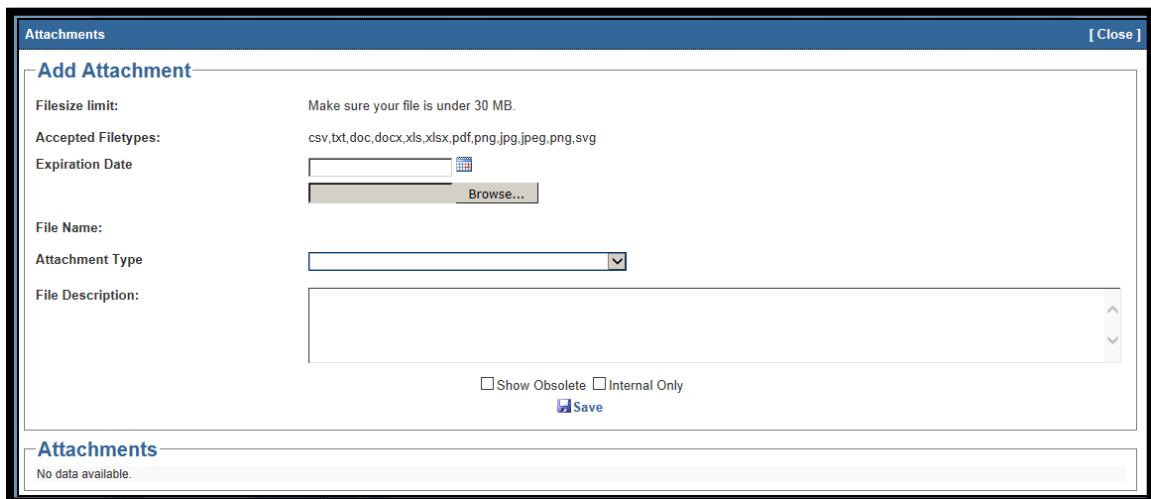 Attachments [ Close ]
Add Attachment
Filesize limit: Make sure your file is under 30 MB.
Accepted Filetypes: csv,txt,doc,docx,xls,xlsx,pdf,png,jpg,jpeg,png,svg
Expiration Date
Browse...
File Name:
Attachment Type
File Description:
Show Obsolete Internal Only
Save
Attachments
No data available.